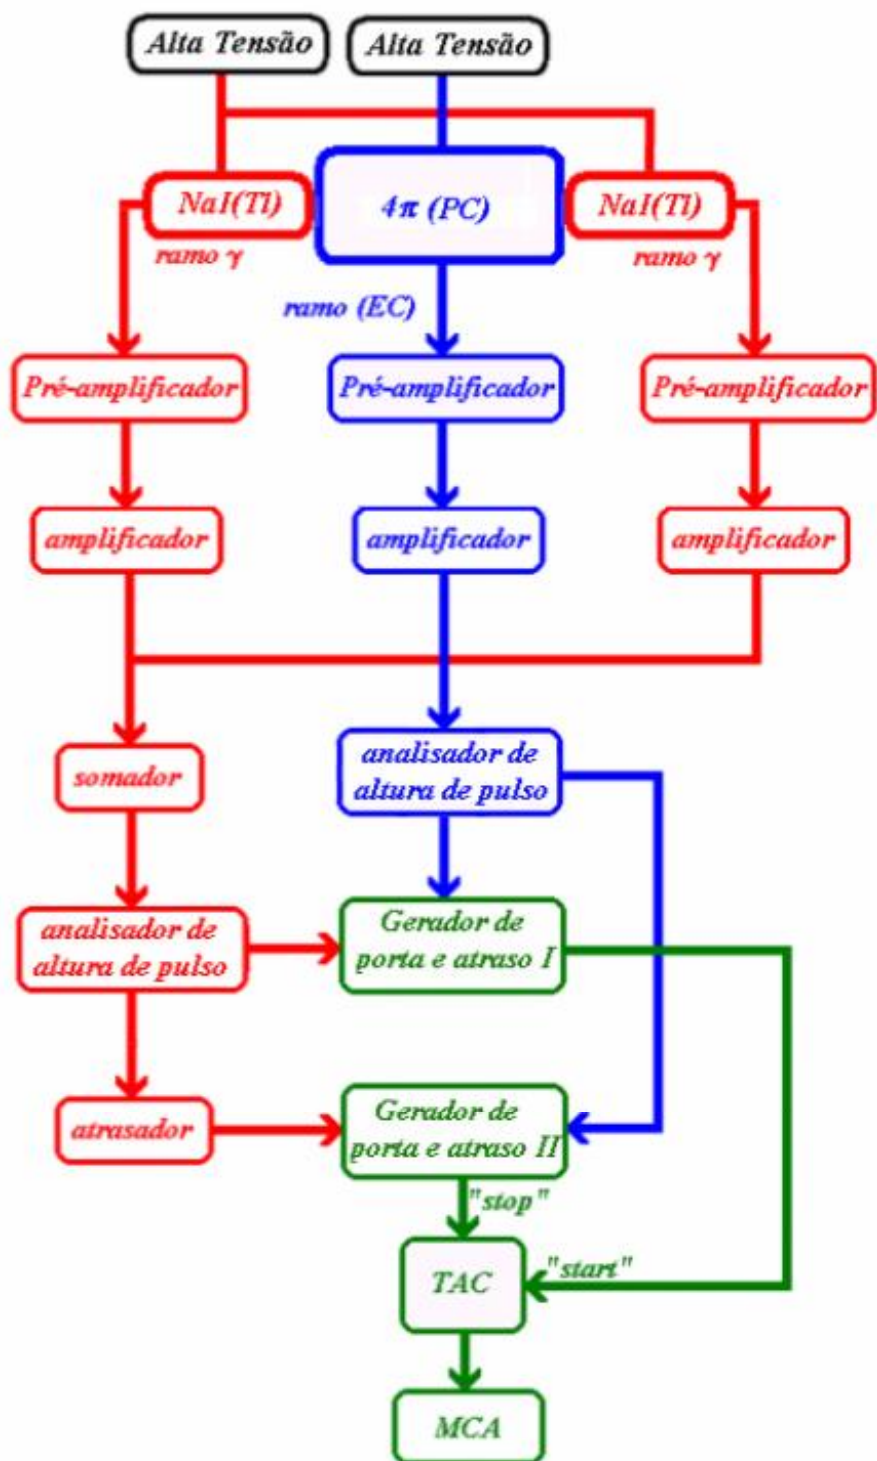 Alta Tensão
Alta Tensão
NaI(Ti)
4π (PC)
NaI(Ti)
ramo γ
ramo γ
ramo (EC)
Pré-amplificador
Pré-amplificador
Pré-amplificador
amplificador
amplificador
amplificador
somador
analisador de
altura de pulso
analisador de
altura de pulso
Gerador de
porta e atraso I
atrasador
Gerador de
porta e atraso II
"stop"
TAC
"start"
MCA